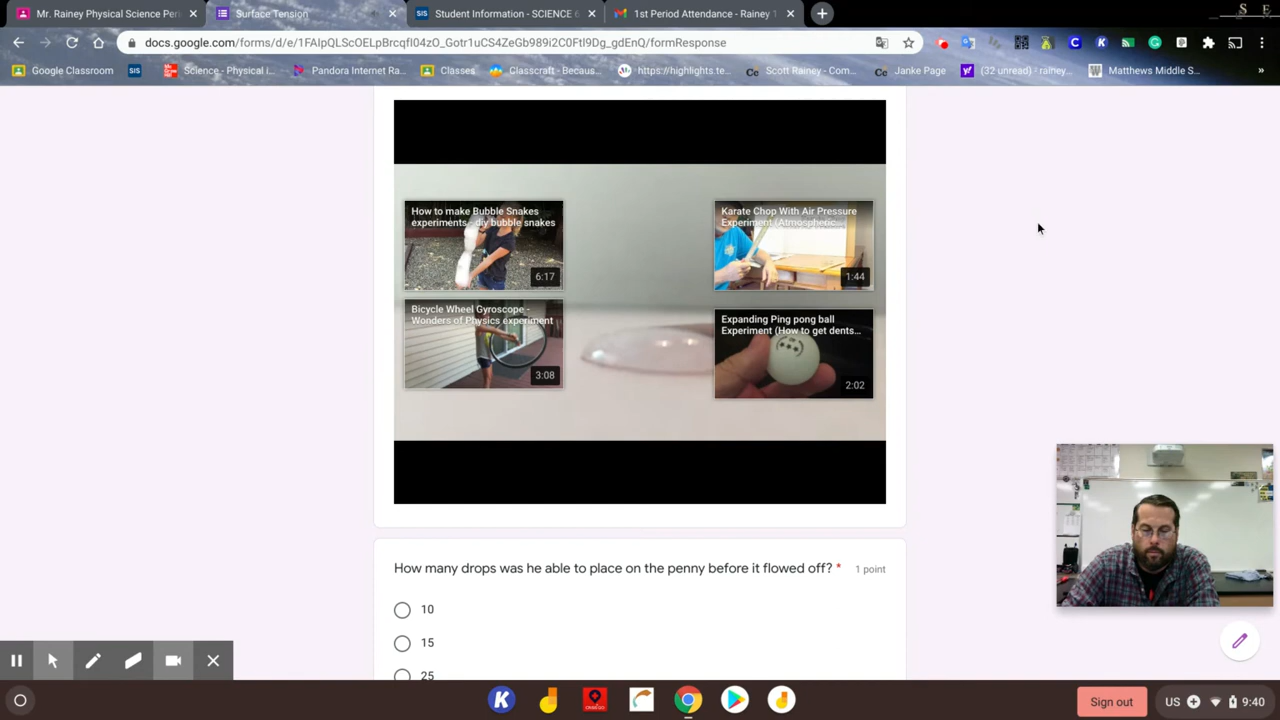 Mr. Rainey Physical Science Per
Surface Tension
SIS
Student Information - SCIENCE 6
1st Period Attendance - Rainey 1
S E
docs.google.com/forms/d/e/1FAIpQLScOELpBrcqfI04zO_Gotr1uCS4ZeGb989i2C0FtI9Dg_gdEnQ/formResponse
Google Classroom
SIS
Science - Physical i...
Pandora Internet Ra...
Classes
Classcraft - Becaus...
https://highlights.te...
Scott Rainey - Com...
Janke Page
(32 unread) - rainey...
Matthews Middle S...
»
How to make Bubble Snakes
experiments - diy bubble snakes
6:17
Karate Chop With Air Pressure
Experiment (Atmospheric...
1:44
Bicycle Wheel Gyroscope -
Wonders of Physics experiment
3:08
Expanding Ping pong ball
Experiment (How to get dents...
2:02
How many drops was he able to place on the penny before it flowed off? *
1 point
10
15
25
Sign out
US
9:40